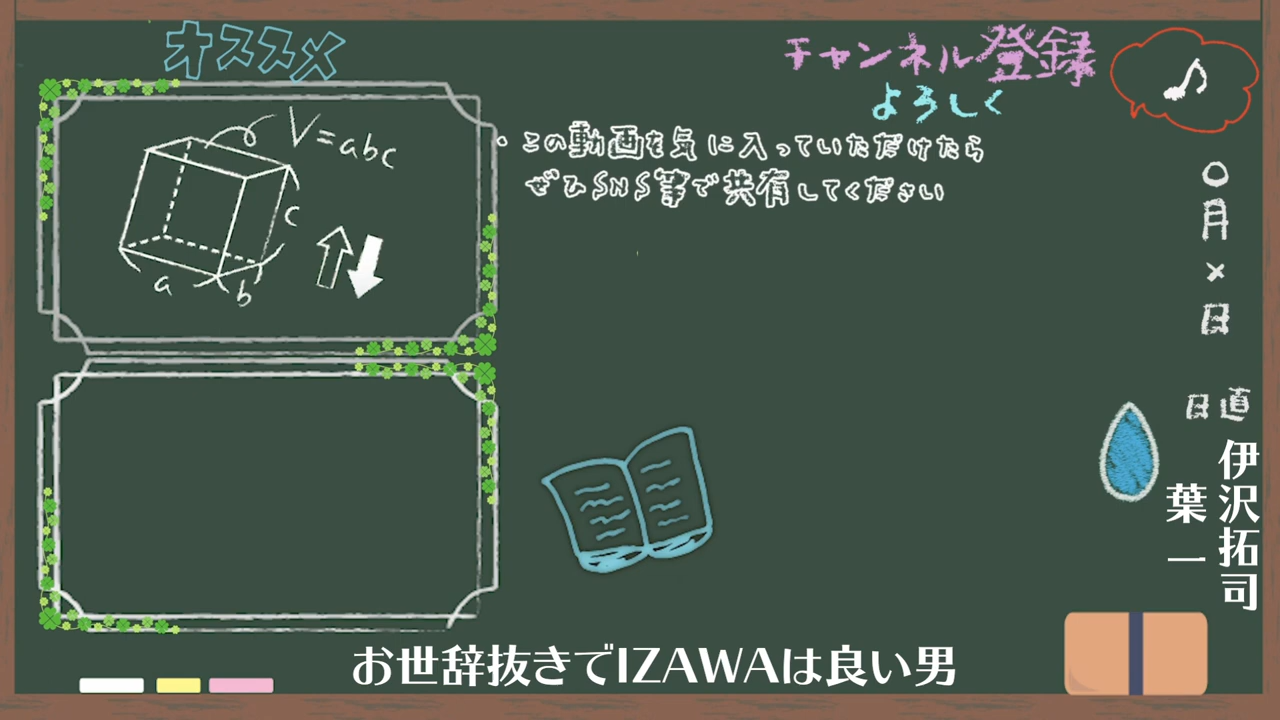 オススメ
チャンネル登録
よろしく
・この動画を気に入っていただけたら
ぜひSNS等で共有してください
V=abc
c
a
b
〇月×日
日直
伊沢拓司
葉一
お世辞抜きでIZAWAは良い男